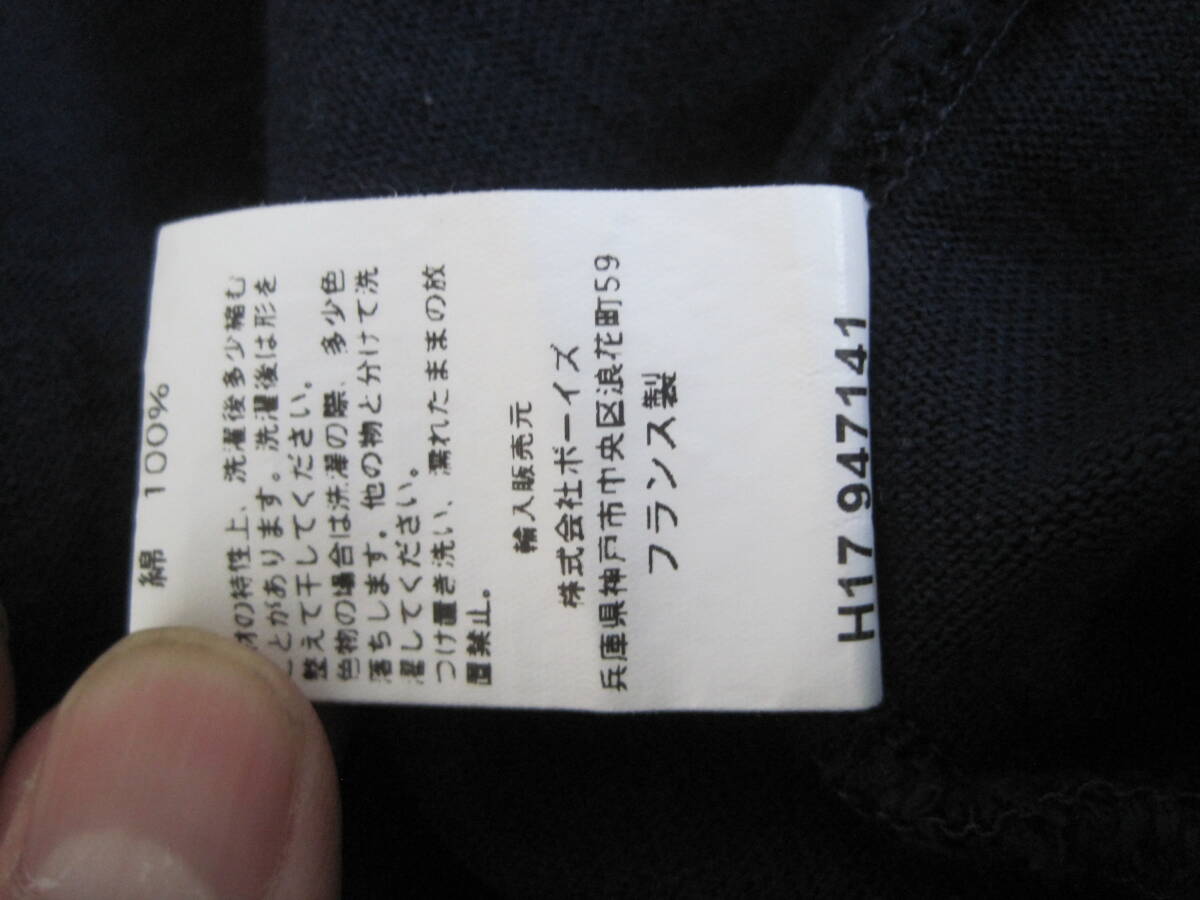 綿 100%
オの特性上、洗濯後多少縮む
ことがあります。洗濯後は形を
整えて干してください。
色物の場合は洗濯の際、多少色
落ちします。他の物と分けて洗
濯してください。
つけ置き洗い、濡れたままの放
置禁止。
輸入販売元
株式会社ボーイズ
兵庫県神戸市中央区浪花町59
フランス製
H17 947141